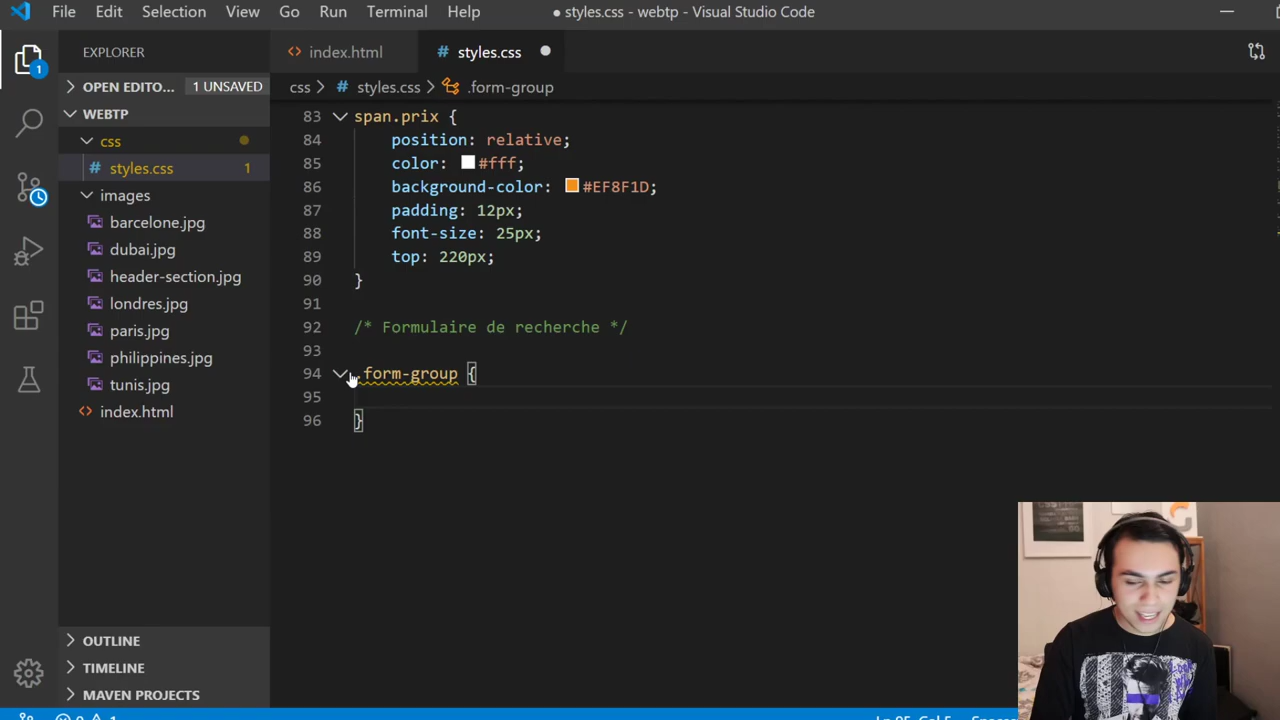 File Edit Selection View Go Run Terminal Help
● styles.css - webtp - Visual Studio Code
EXPLORER
OPEN EDITO... 1 UNSAVED
WEBTP
css
# styles.css 1
images
barcelone.jpg
dubai.jpg
header-section.jpg
londres.jpg
paris.jpg
philippines.jpg
tunis.jpg
<> index.html
OUTLINE
TIMELINE
MAVEN PROJECTS
1
<> index.html
# styles.css ●
css > # styles.css > .form-group
83 span.prix {
84 position: relative;
85 color: #fff;
86 background-color: #EF8F1D;
87 padding: 12px;
88 font-size: 25px;
89 top: 220px;
90 }
91
92 /* Formulaire de recherche */
93
94 .form-group {
95
96 }